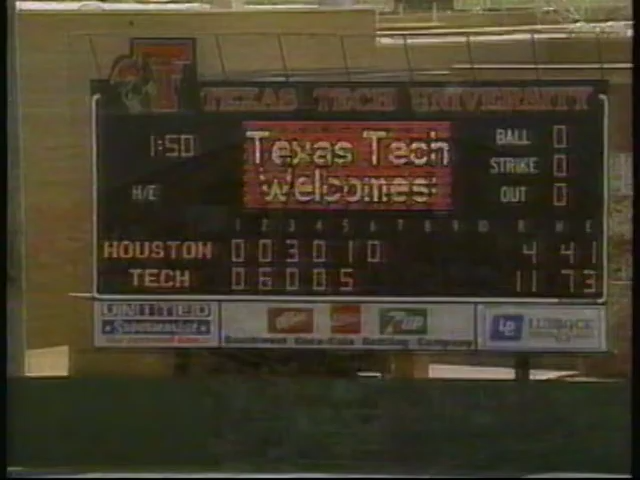 TEXAS TECH UNIVERSITY
1:50
Texas Tech
Welcomes:
BALL 0
STRIKE 0
OUT 0
H/E
1 2 3 4 5 6 7 8 9 10 R H E
HOUSTON 0 0 3 0 1 0 4 4 1
TECH 0 6 0 0 5 11 7 3
UNITED
Supermarkets
7UP
Southwest Coca-Cola Bottling Company
LUBBOCK